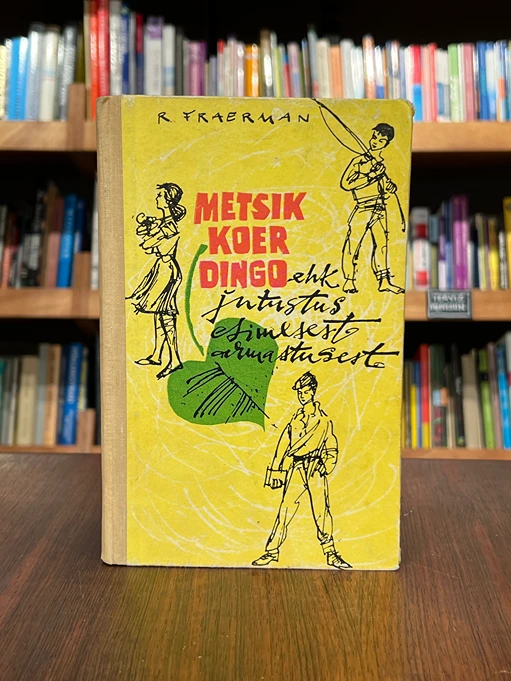 R. FRAERMAN
METSIK
KOER
DINGO ehk
jutustus
esimesest
armastusest